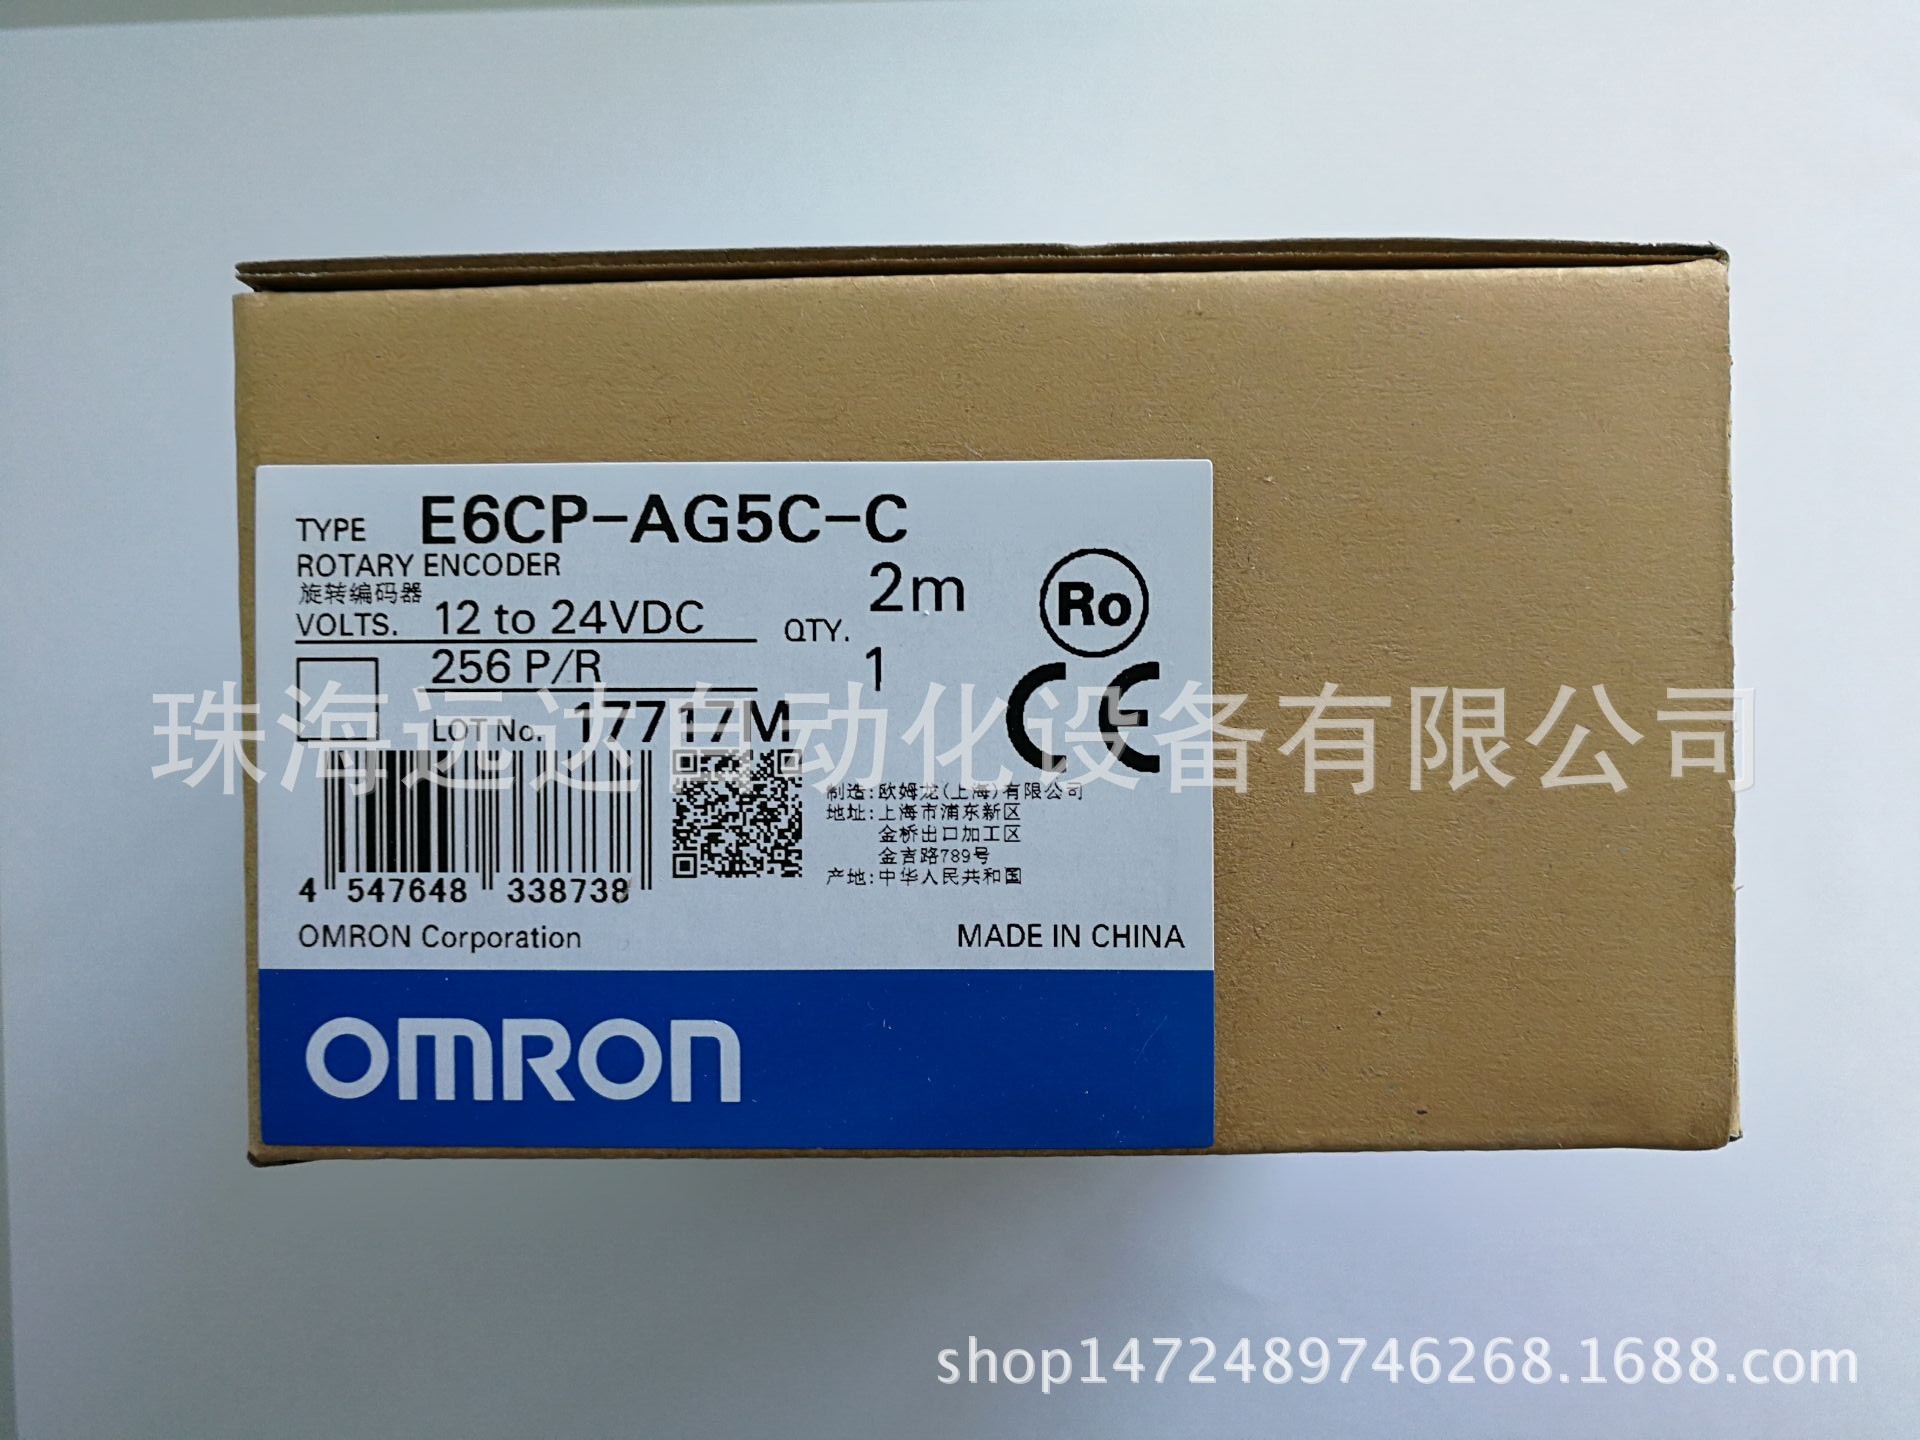 TYPE E6CP-AG5C-C
ROTARY ENCODER
旋转编码器
2m
VOLTS. 12 to 24VDC
QTY. 1
256 P/R
LOT No. 17717M
Ro
CE
珠海远达自动化设备有限公司
制造:欧姆龙(上海)有限公司
地址:上海市浦东新区
金桥出口加工区
金吉路789号
产地:中华人民共和国
4 547648 338738
OMRON Corporation
MADE IN CHINA
OMRON
shop1472489746268.1688.com